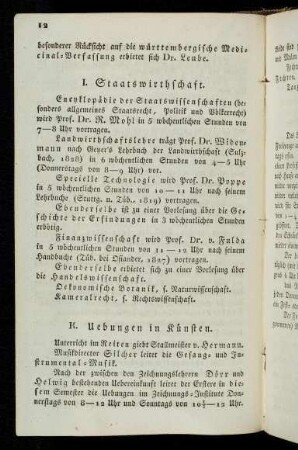 12
besonderer Rücksicht auf die württembergische Medi-
cinal-Verfassung erbietet sich Dr. Leube.
I. Staatswirthschaft.
Encyklopädie der Staatswissenschaften (be-
sonders allgemeines Staatsrecht, Politik und Völkerrecht)
wird Prof. Dr. R. Mohl in 5 wöchentlichen Stunden von
7—8 Uhr vortragen.
Landwirthschaftslehre trägt Prof. Dr. Widen-
mann nach Geyer's Lehrbuch der Landwirthschaft (Sulz-
bach, 1828) in 6 wöchentlichen Stunden von 4—5 Uhr
(Donnerstags von 8—9 Uhr) vor.
Specielle Technologie wird Prof. Dr. Poppe
in 5 wöchentlichen Stunden von 10—11 Uhr nach seinem
Lehrbuche (Stuttg. u. Tüb., 1819) vortragen.
Ebenderselbe ist zu einer Vorlesung über die Ge-
schichte der Erfindungen in 3 wöchentlichen Stunden
erbötig.
Finanzwissenschaft wird Prof. Dr. v. Fulda
in 5 wöchentlichen Stunden von 11—12 Uhr nach seinem
Handbuche (Tüb. bei Osiander, 1827) vortragen.
Ebenderselbe erbietet sich zu einer Vorlesung über
die Handelswissenschaft.
Oekonomische Botanik, s. Naturwissenschaft.
Kameralrecht, s. Rechtswissenschaft.
K. Uebungen in Künsten.
Unterricht im Reiten giebt Stallmeister v. Hermann.
Musikdirector Silcher leitet die Gesang- und In-
strumental-Musik.
Nach der zwischen den Zeichnungslehrern Dörr und
Helwig bestehenden Uebereinkunft leitet der Erstere in die-
sem Semester die Uebungen im Zeichnungs-Institute Don-
nerstags von 8—12 Uhr und Sonntags von 10½—12 Uhr.